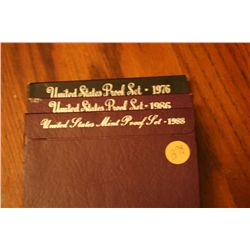 United States Proof Set - 1976
United States Proof Set - 1986
United States Mint Proof Set - 1988